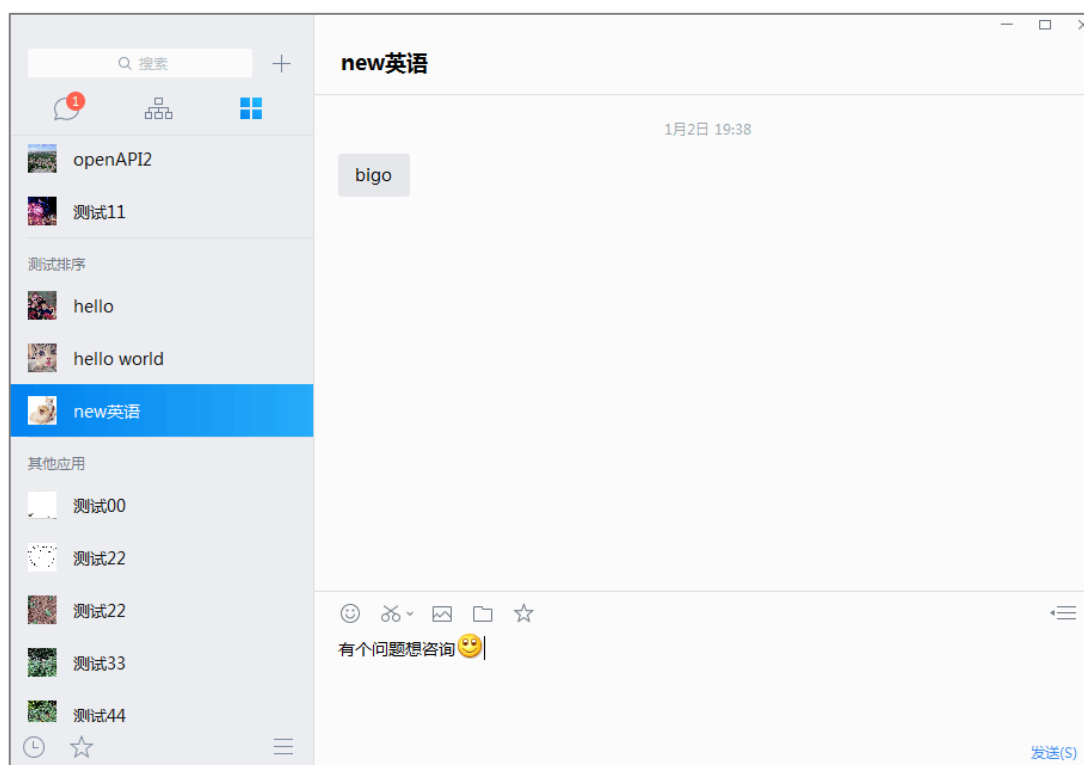 搜索
1
openAPI2
测试11
测试排序
hello
hello world
new英语
其他应用
测试00
测试22
测试22
测试33
测试44
new英语
1月2日 19:38
bigo
有个问题想咨询
发送(S)